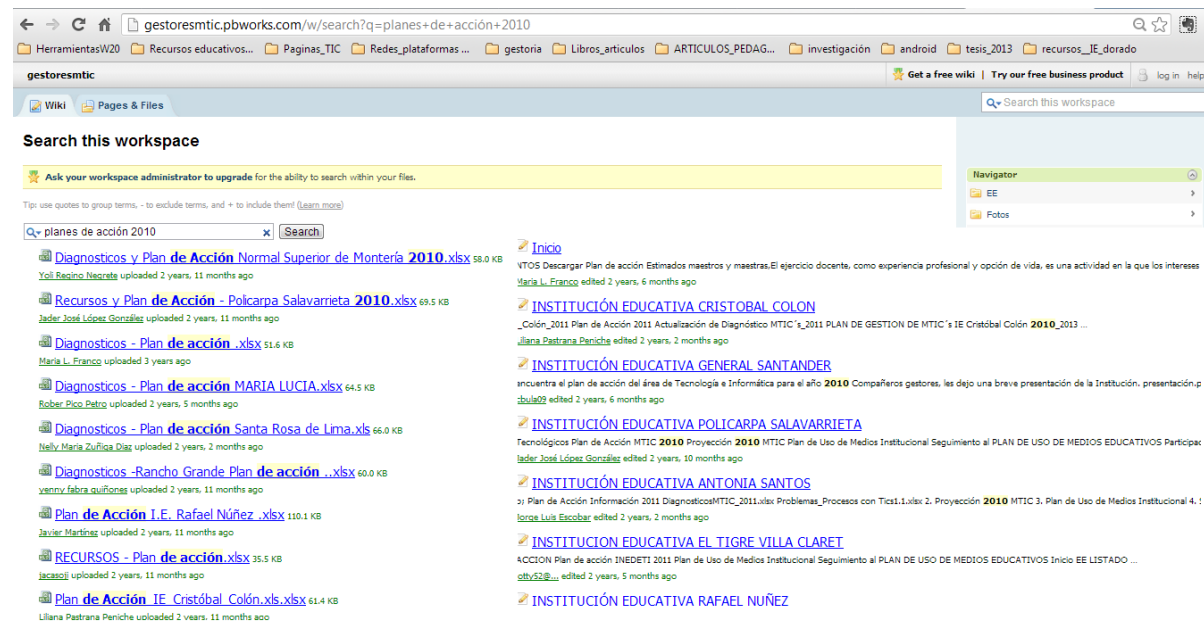 gestoresmtic.pbworks.com/w/search?q=planes+de+acción+2010
HerramientasW20 Recursos educativos... Paginas_TIC Redes_plataformas ... gestoria Libros_articulos ARTICULOS_PEDAG... investigación android tesis_2013 recursos__IE_dorado
gestoresmtic Get a free wiki | Try our free business product log in help
Wiki Pages & Files Search this workspace
Search this workspace
Ask your workspace administrator to upgrade for the ability to search within your files.
Tip: use quotes to group terms, - to exclude terms, and + to include them! (Learn more)
Navigator
EE
Fotos
planes de acción 2010 Search
Diagnosticos y Plan de Acción Normal Superior de Montería 2010.xlsx 58.0 KB
Yoli Regino Negrete uploaded 2 years, 11 months ago
Recursos y Plan de Acción - Policarpa Salavarrieta 2010.xlsx 69.5 KB
Jader José López González uploaded 2 years, 11 months ago
Diagnosticos - Plan de acción .xlsx 51.6 KB
Maria L. Franco uploaded 3 years ago
Diagnosticos - Plan de acción MARIA LUCIA.xlsx 64.5 KB
Rober Pico Petro uploaded 2 years, 5 months ago
Diagnosticos - Plan de acción Santa Rosa de Lima.xls 66.0 KB
Nelly Maria Zuñiga Diaz uploaded 2 years, 2 months ago
Diagnosticos -Rancho Grande Plan de acción ..xlsx 60.0 KB
yenny fabra quiñones uploaded 2 years, 11 months ago
Plan de Acción I.E. Rafael Núñez .xlsx 110.1 KB
Javier Martínez uploaded 2 years, 11 months ago
RECURSOS - Plan de acción.xlsx 35.5 KB
jacasoji uploaded 2 years, 11 months ago
Plan de Acción_IE_Cristóbal_Colón.xls.xlsx 61.4 KB
Liliana Pastrana Peniche uploaded 2 years, 11 months ago
Inicio
NTOS Descargar Plan de acción Estimados maestros y maestras,El ejercicio docente, como experiencia profesional y opción de vida, es una actividad en la que los intereses
Maria L. Franco edited 2 years, 6 months ago
INSTITUCIÓN EDUCATIVA CRISTOBAL COLON
_Colón_2011 Plan de Acción 2011 Actualización de Diagnóstico MTIC´s_2011 PLAN DE GESTION DE MTIC´s IE Cristóbal Colón 2010_2013 ...
iliana Pastrana Peniche edited 2 years, 2 months ago
INSTITUCIÓN EDUCATIVA GENERAL SANTANDER
encuentra el plan de acción del área de Tecnología e Informática para el año 2010 Compañeros gestores, les dejo una breve presentación de la Institución. presentación.p
cbula09 edited 2 years, 6 months ago
INSTITUCIÓN EDUCATIVA POLICARPA SALAVARRIETA
Tecnológicos Plan de Acción MTIC 2010 Proyección 2010 MTIC Plan de Uso de Medios Institucional Seguimiento al PLAN DE USO DE MEDIOS EDUCATIVOS Participac
Jader José López González edited 2 years, 10 months ago
INSTITUCIÓN EDUCATIVA ANTONIA SANTOS
Plan de Acción Información 2011 DiagnosticosMTIC_2011.xlsx Problemas_Procesos con Tics1.1.xlsx 2. Proyección 2010 MTIC 3. Plan de Uso de Medios Institucional 4.
Jorge Luis Escobar edited 2 years, 2 months ago
INSTITUCION EDUCATIVA EL TIGRE VILLA CLARET
ACCION Plan de acción INEDETI 2011 Plan de Uso de Medios Institucional Seguimiento al PLAN DE USO DE MEDIOS EDUCATIVOS Inicio EE LISTADO ...
otty52@... edited 2 years, 5 months ago
INSTITUCIÓN EDUCATIVA RAFAEL NUÑEZ